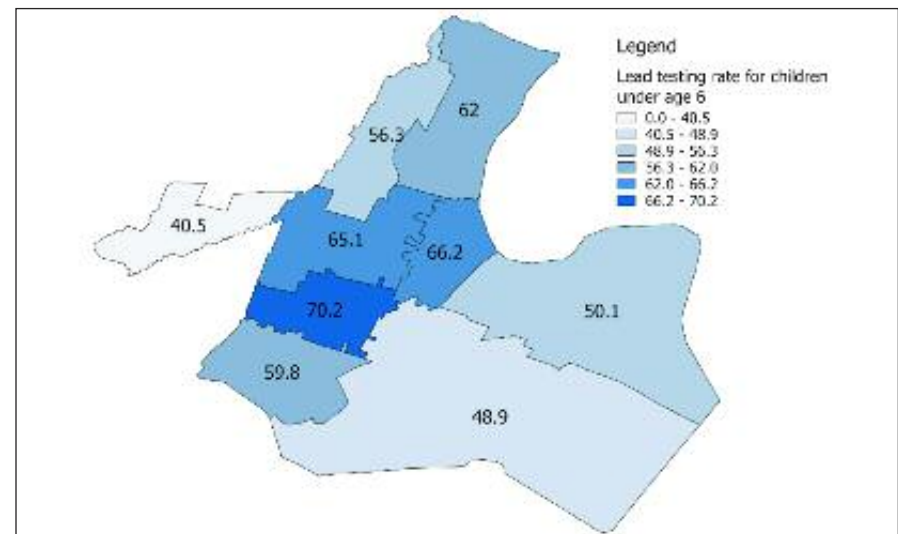 Legend
Lead testing rate for children
under age 6
0.0 - 40.5
40.5 - 48.9
48.9 - 56.3
56.3 - 62.0
62.0 - 66.2
66.2 - 70.2
62
56.3
40.5
65.1
66.2
70.2
50.1
59.8
48.9